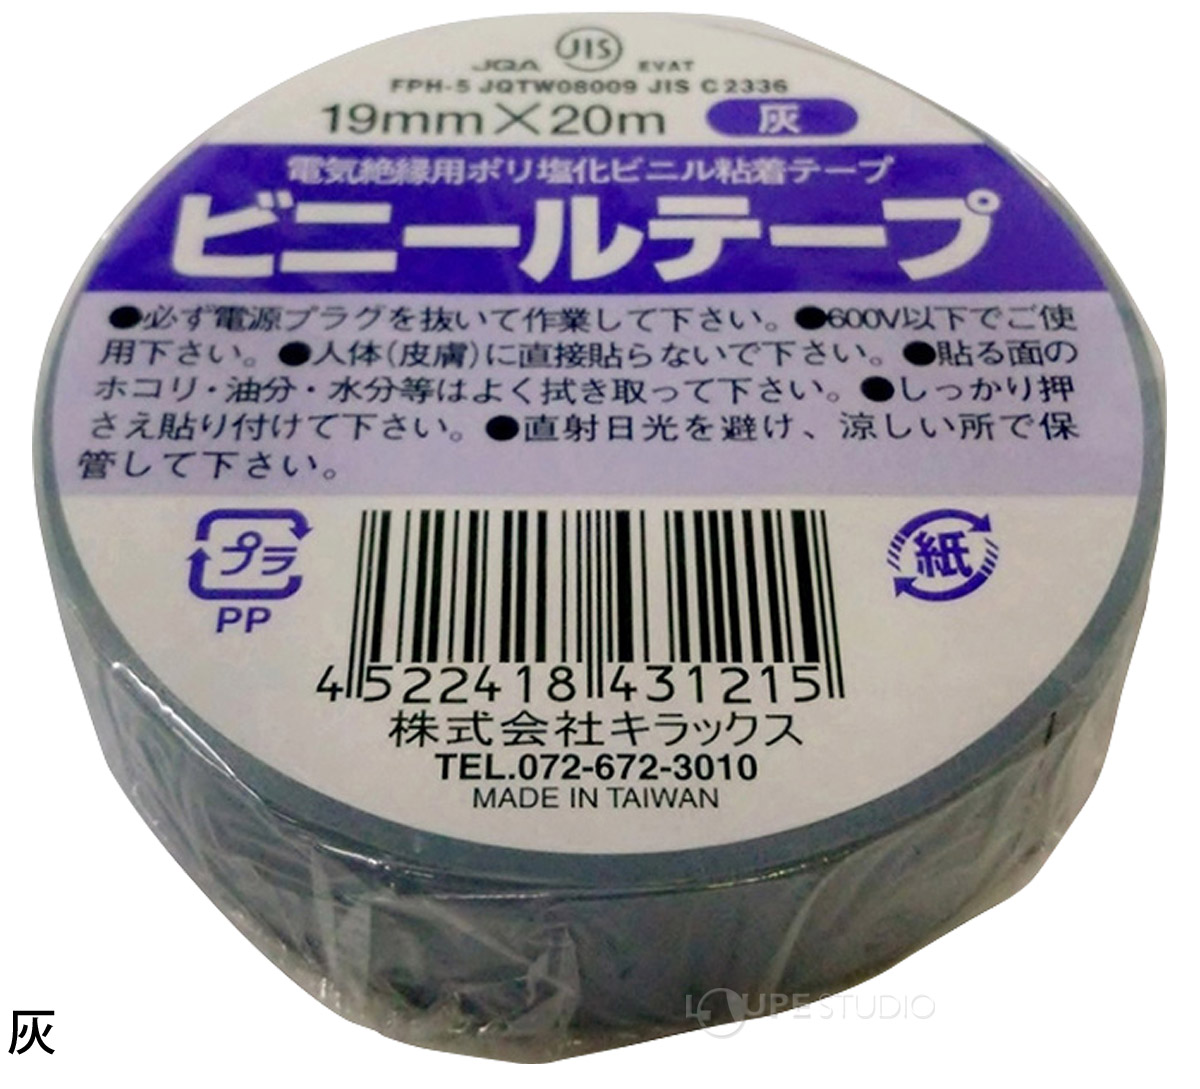 JIS
JQA EVAT
FPH-5 JQTW08009 JIS C 2336
19mm×20m 灰
電気絶縁用ポリ塩化ビニル粘着テープ
ビニールテープ
●必ず電源プラグを抜いて作業して下さい。●600V以下でご使
用下さい。●人体(皮膚)に直接貼らないで下さい。●貼る面の
ホコリ・油分・水分等はよく拭き取って下さい。●しっかり押
さえ貼り付けて下さい。●直射日光を避け、涼しい所で保
管して下さい。
プラ
PP
紙
4522418431215
株式会社キラックス
TEL.072-672-3010
MADE IN TAIWAN
LOUPE STUDIO
灰